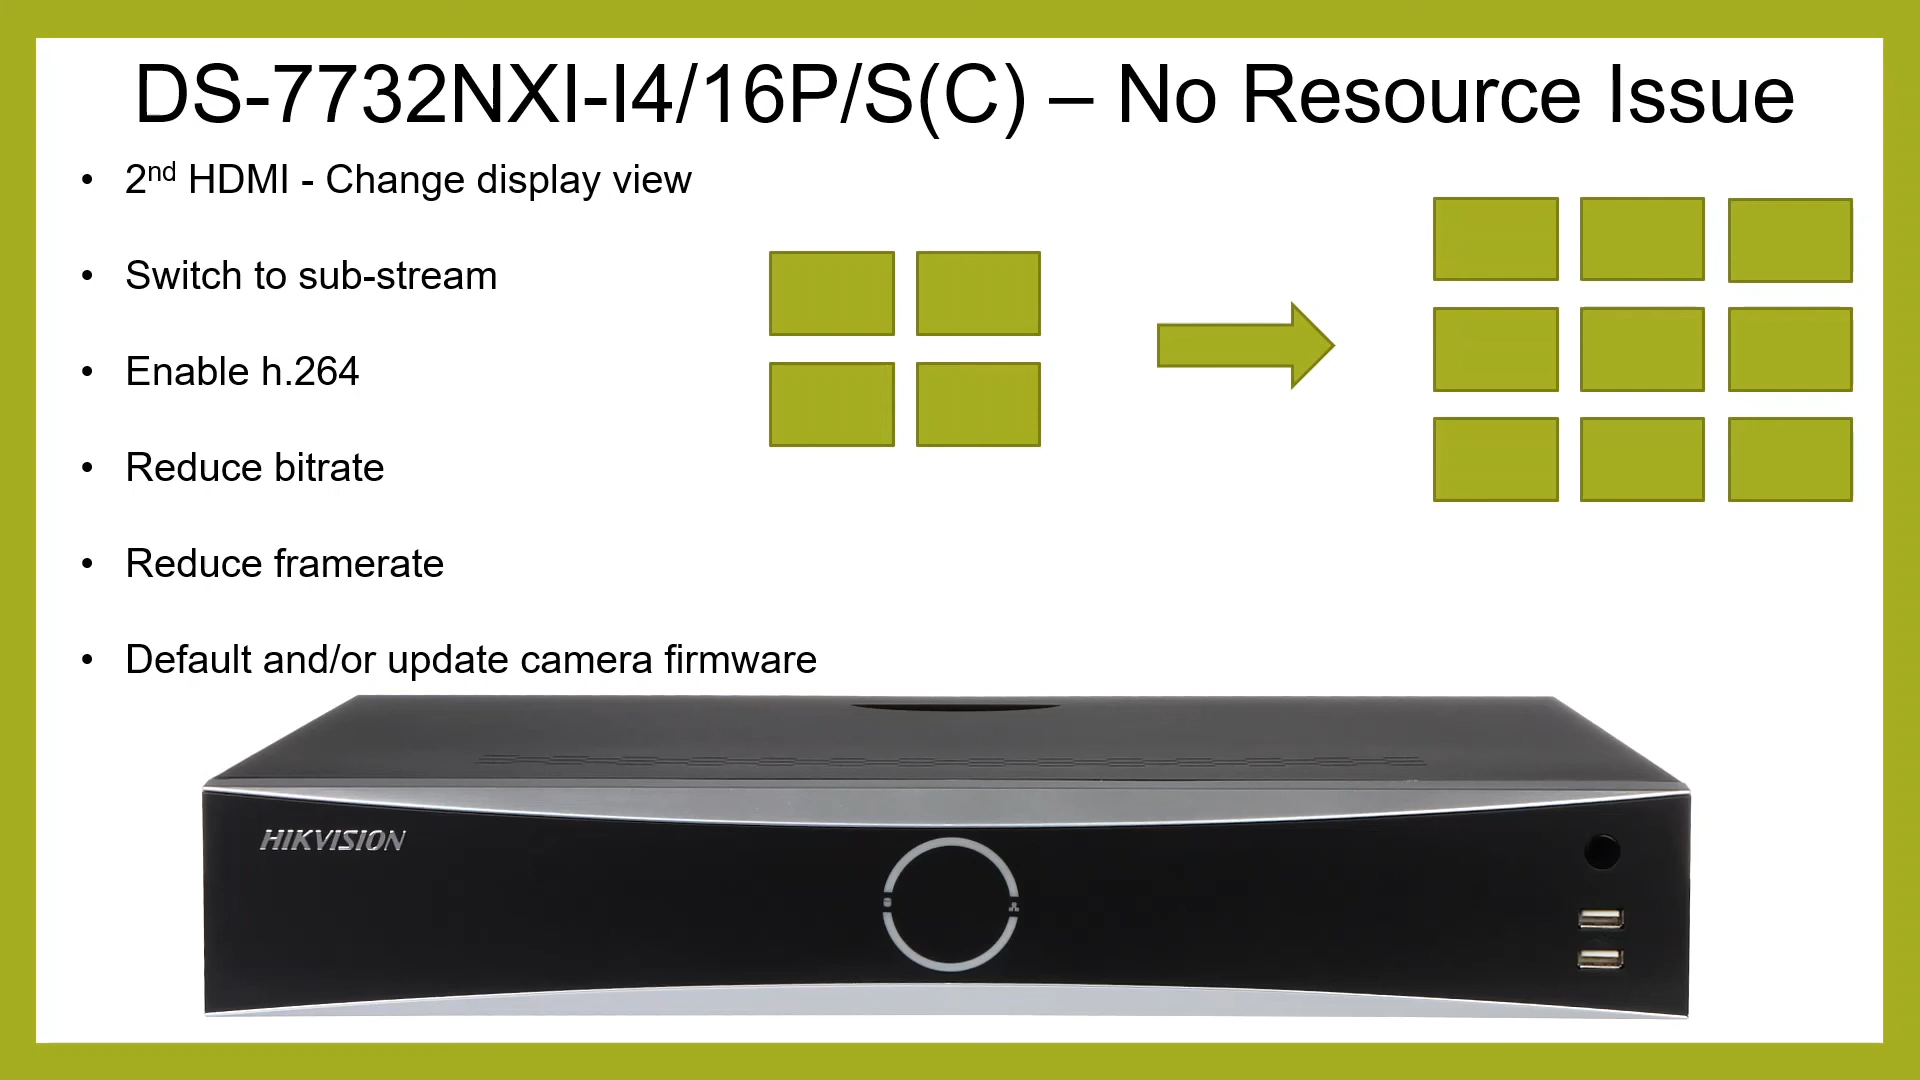 DS-7732NXI-I4/16P/S(C) – No Resource Issue
• 2nd HDMI - Change display view
• Switch to sub-stream
• Enable h.264
• Reduce bitrate
• Reduce framerate
• Default and/or update camera firmware
HIKVISION